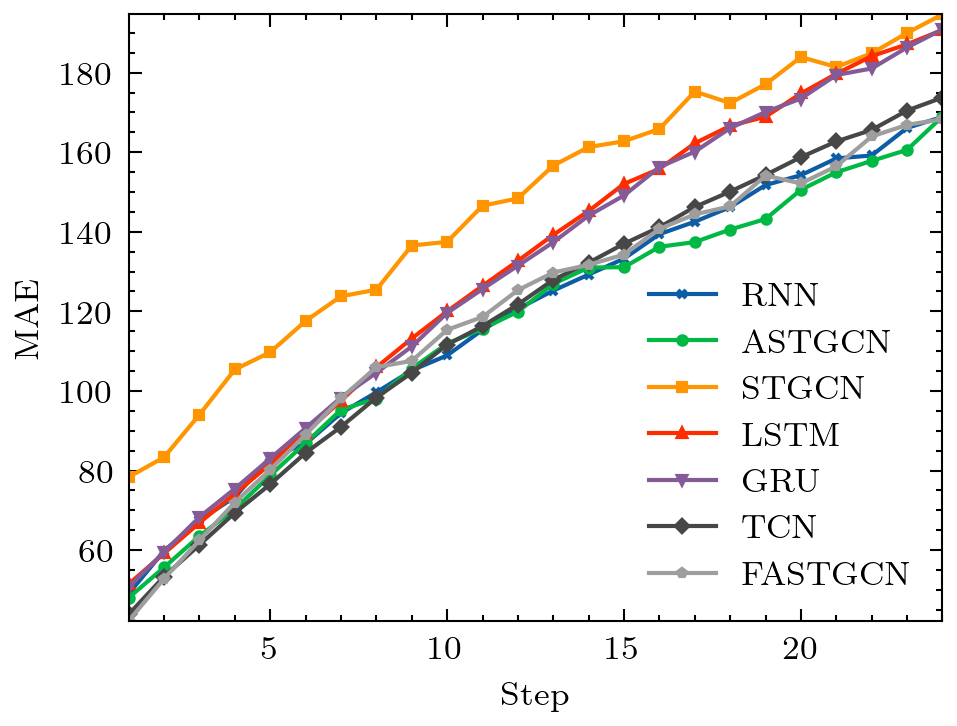 180
160
140
120
100
80
60
MAE
5
10
15
20
Step
RNN
ASTGCN
STGCN
LSTM
GRU
TCN
FASTGCN